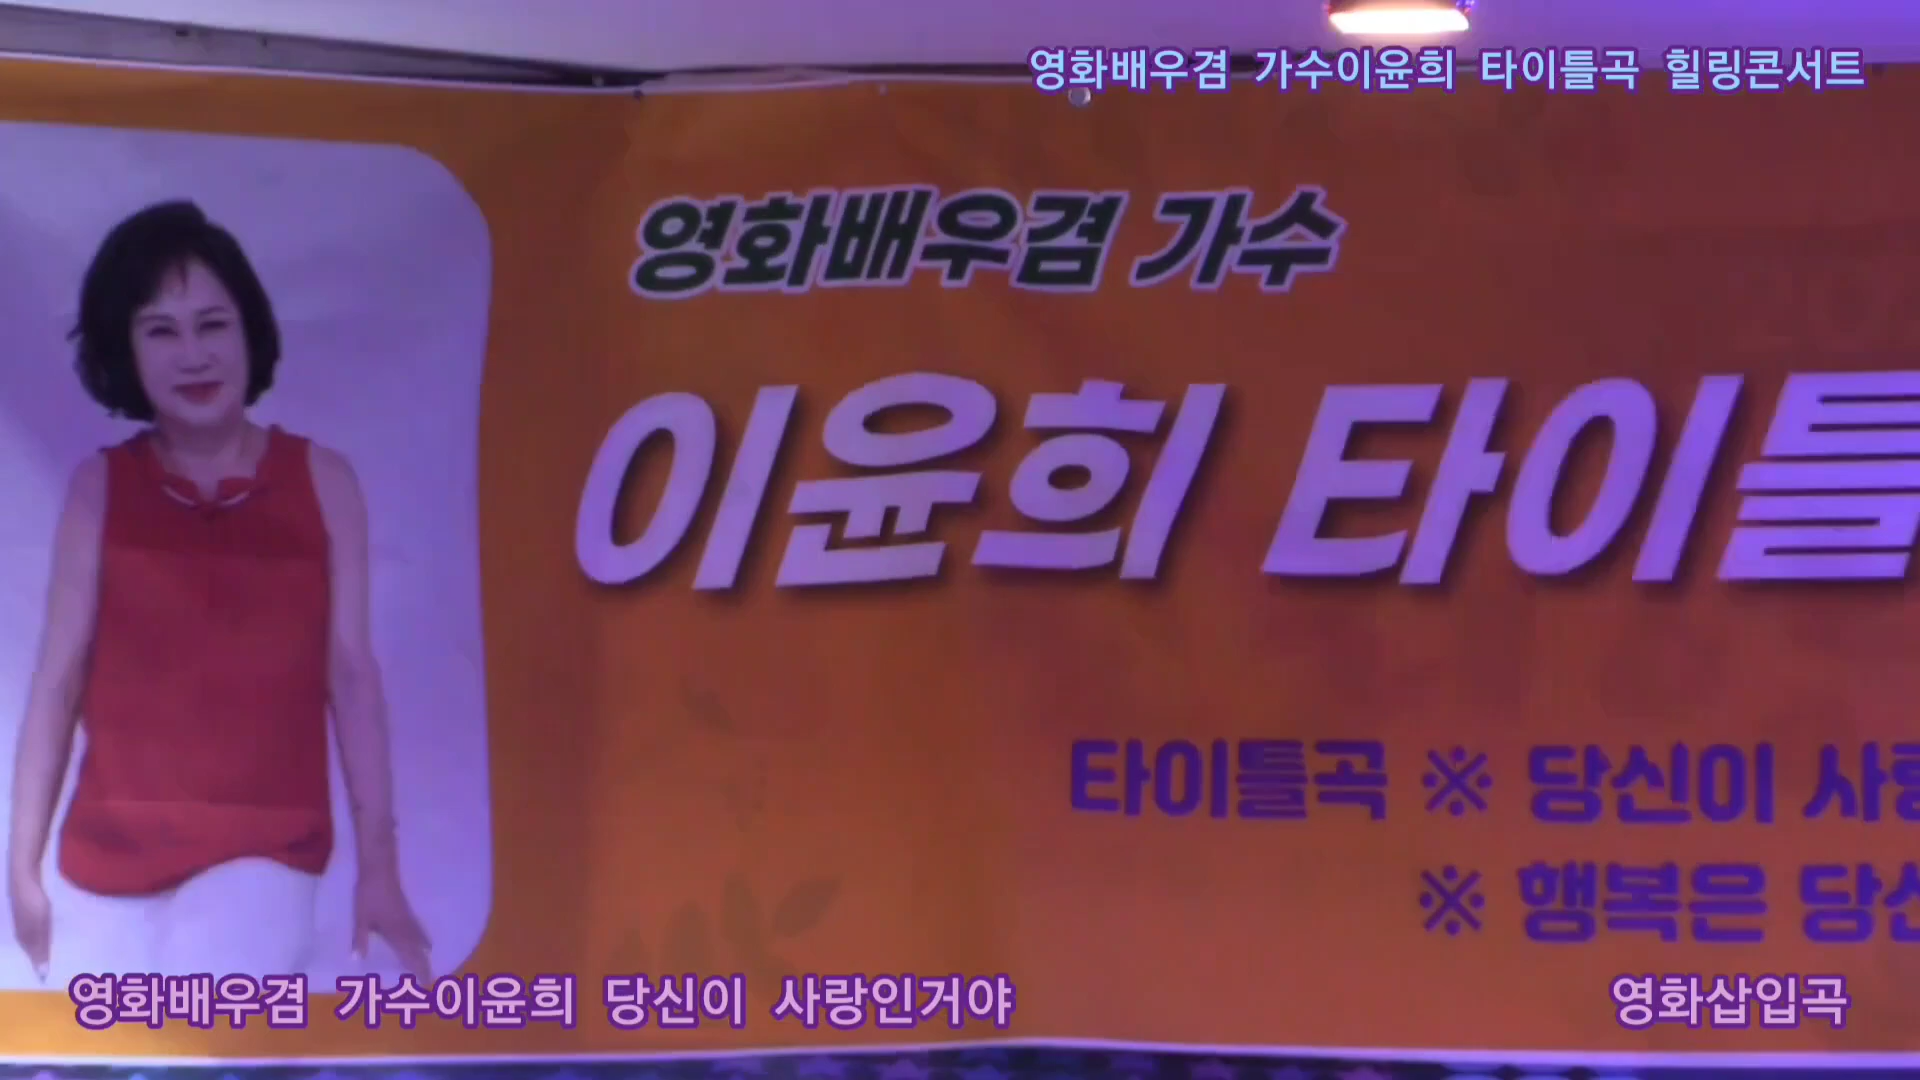 영화배우겸 가수이윤희 타이틀곡 힐링콘서트
영화배우겸 가수
이윤희 타이틀
타이틀곡 ※ 당신이
※ 행복은
영화배우겸 가수이윤희 당신이 사랑인거야
영화삽입곡